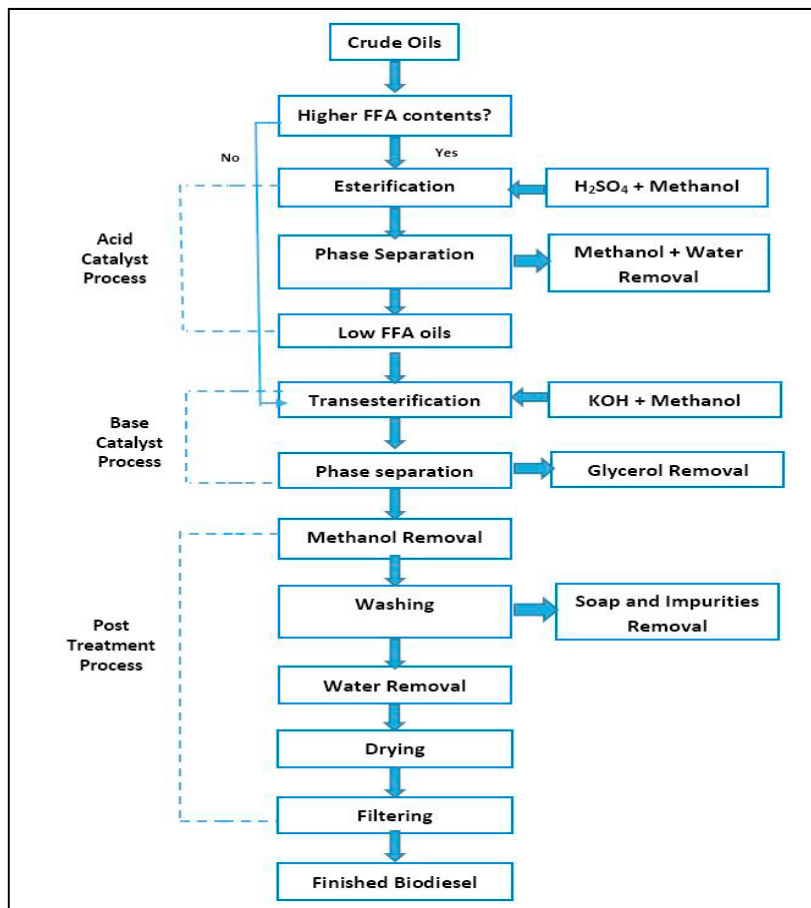 Crude Oils
Higher FFA contents?
No
Yes
Esterification
H₂SO₄ + Methanol
Acid
Catalyst
Process
Phase Separation
Methanol + Water
Removal
Low FFA oils
Transesterification
KOH + Methanol
Base
Catalyst
Process
Phase separation
Glycerol Removal
Methanol Removal
Washing
Soap and Impurities
Removal
Post
Treatment
Process
Water Removal
Drying
Filtering
Finished Biodiesel